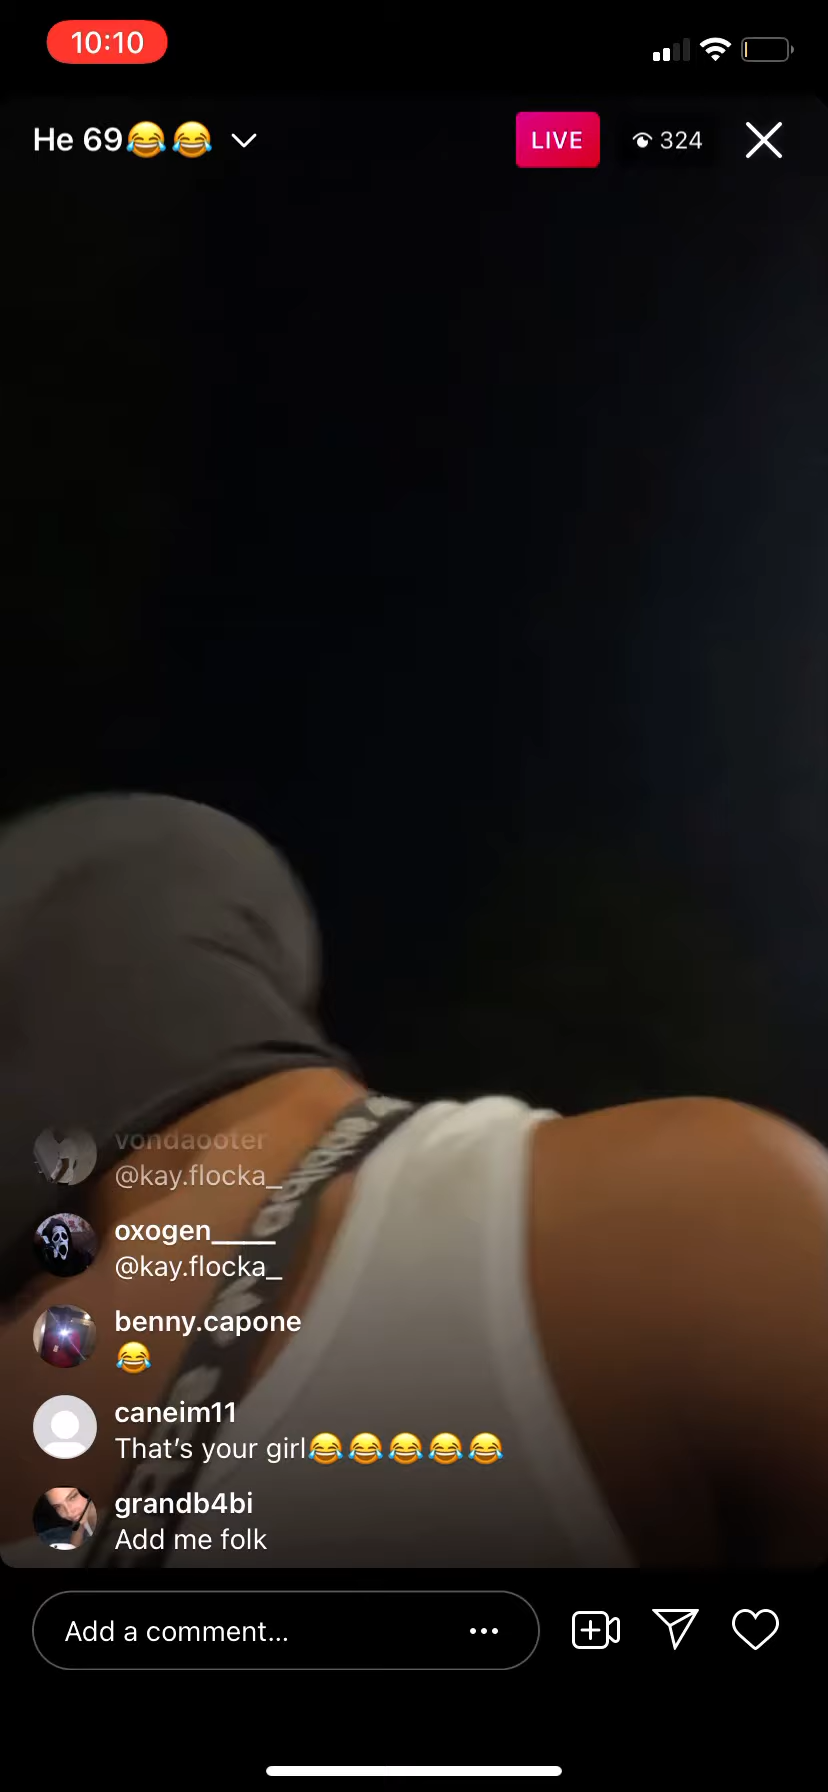 10:10
He 69😂😂
LIVE
324
vondaooter
@kay.flocka_
oxogen____
@kay.flocka_
benny.capone
😂
caneim11
That's your girl😂😂😂😂😂
grandb4bi
Add me folk
Add a comment...